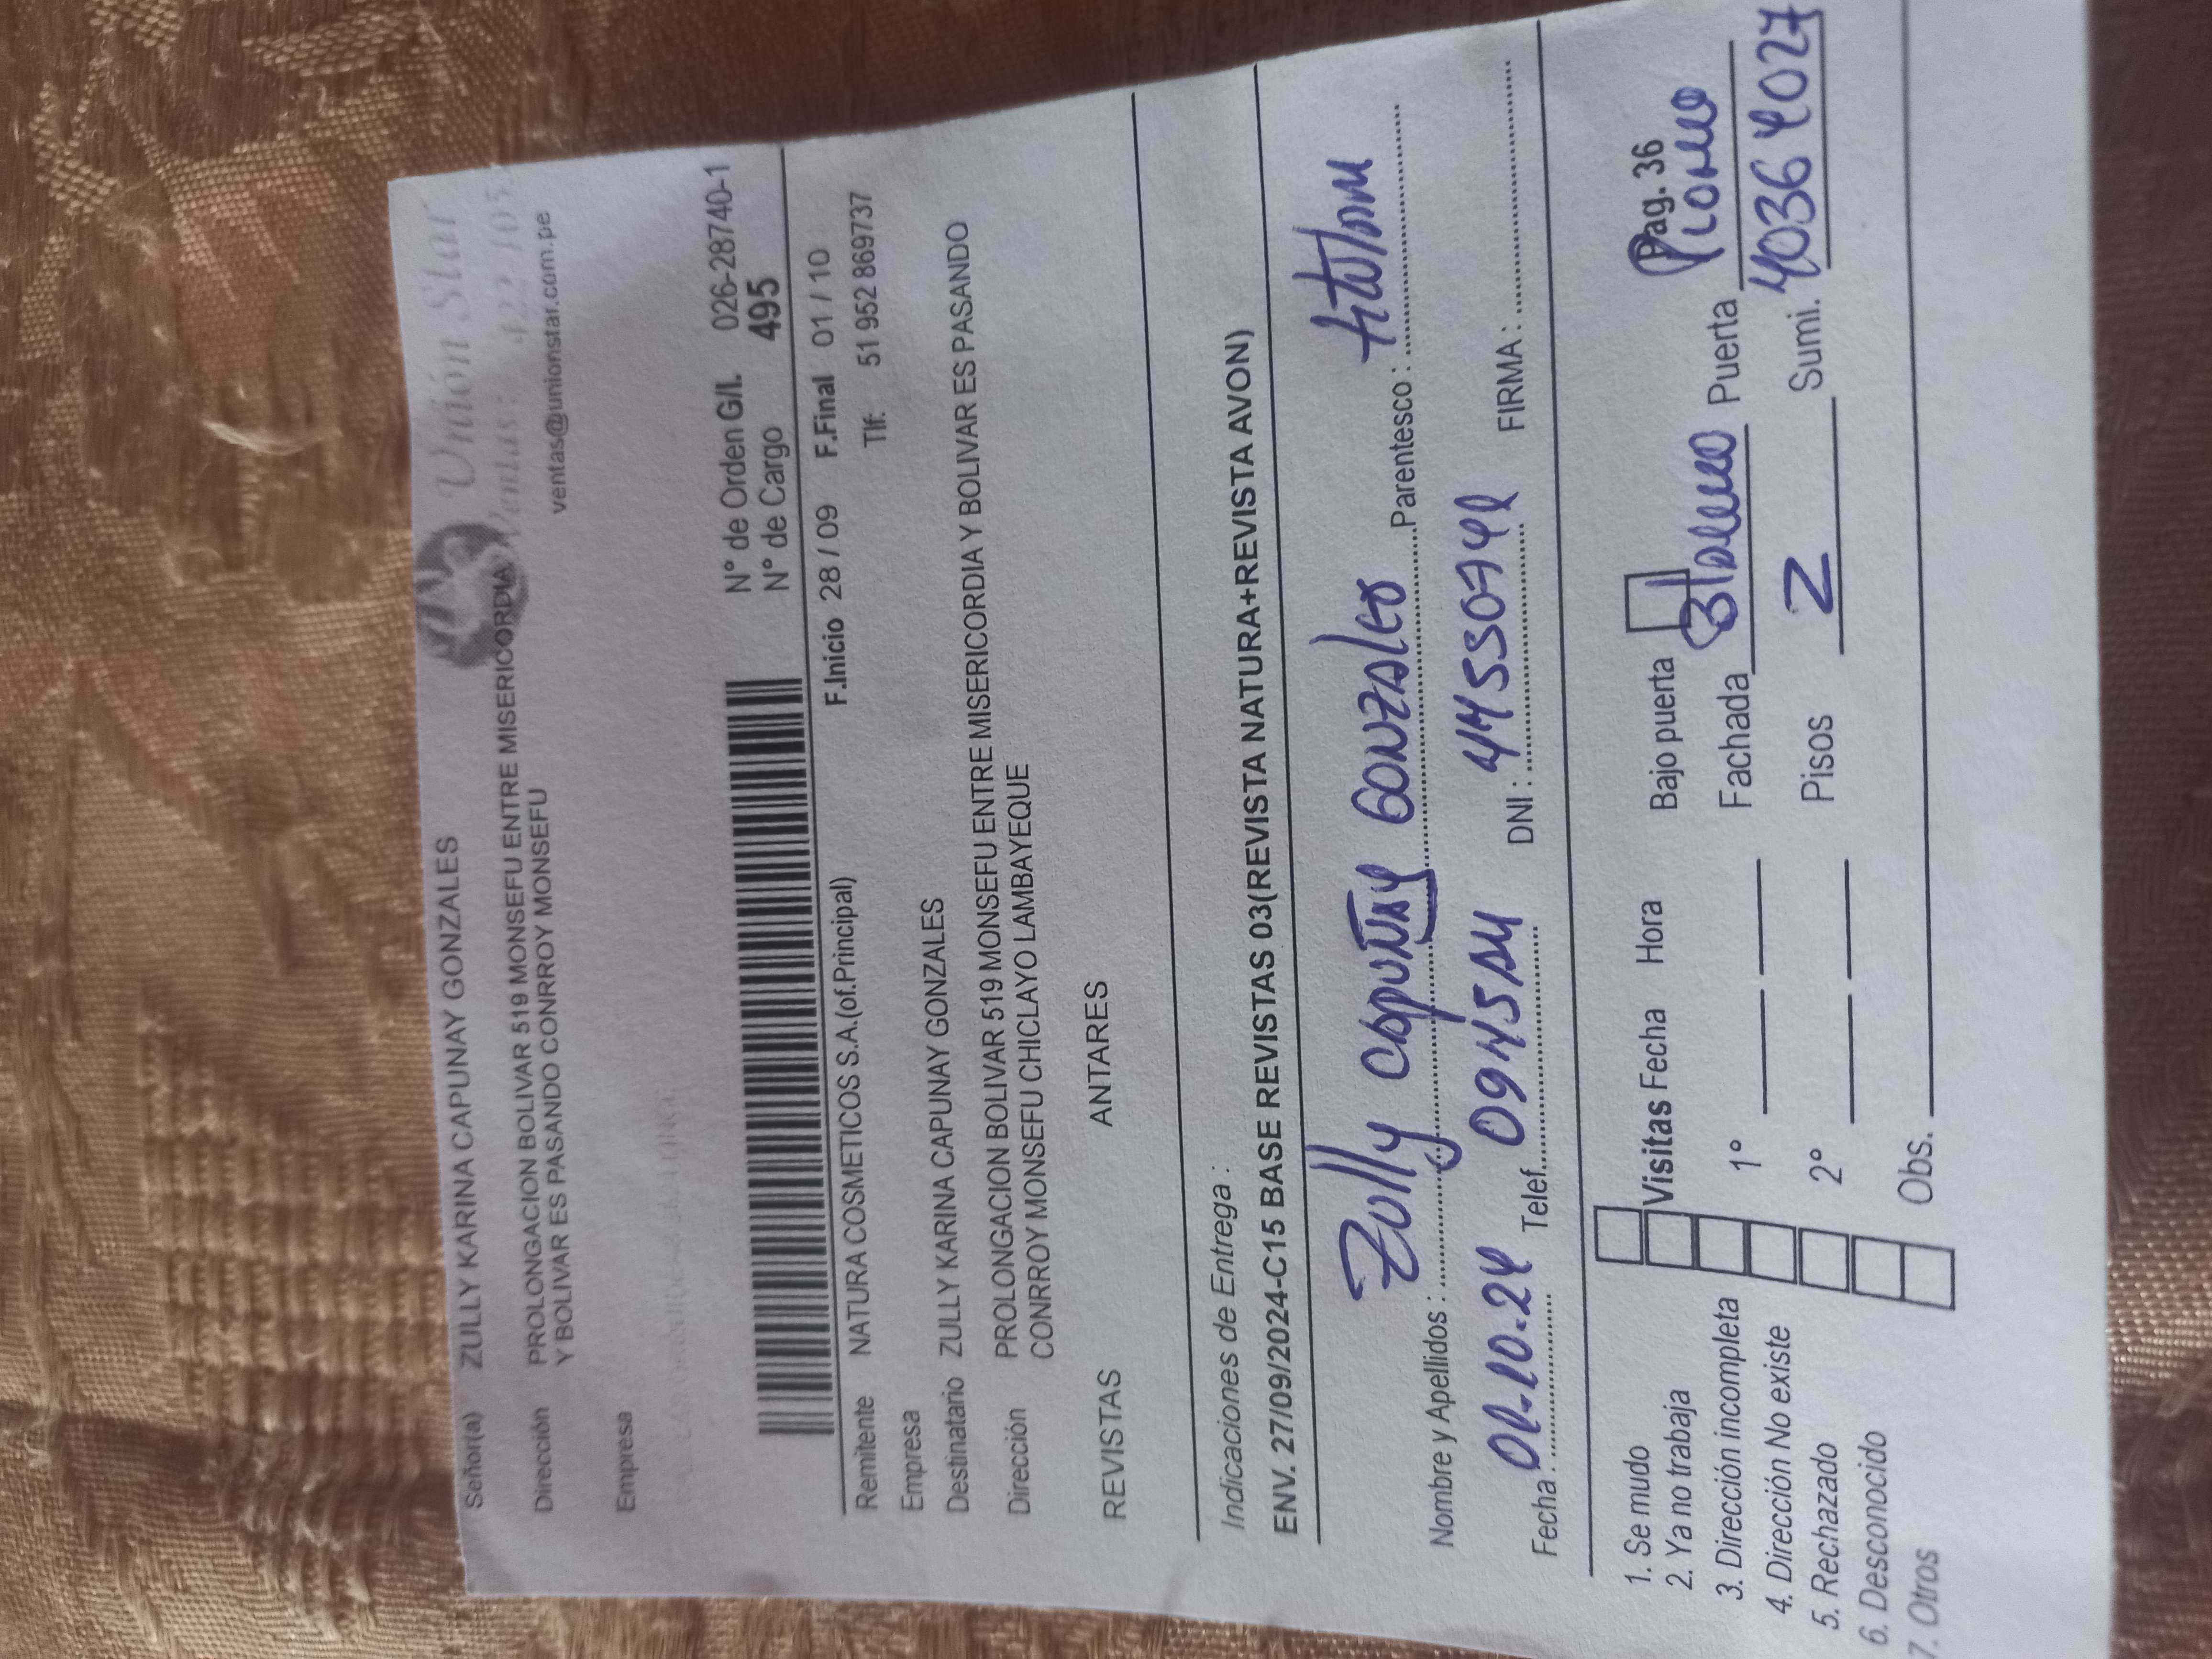 Señor(a) ZULLY KARINA CAPUNAY GONZALES
Unión Star
Ventas: 422 105
ventas@unionstar.com.pe
Dirección PROLONGACION BOLIVAR 519 MONSEFU ENTRE MISERICORDIA
Y BOLIVAR ES PASANDO CONRROY MONSEFU
Empresa
N° de Orden G/I. 026-28740-1
N° de Cargo 495
F.Inicio 28 / 09 F.Final 01 / 10
Remitente NATURA COSMETICOS S.A.(of.Principal) Tlf. 51 952 869737
Empresa
Destinatario ZULLY KARINA CAPUNAY GONZALES
Dirección PROLONGACION BOLIVAR 519 MONSEFU ENTRE MISERICORDIA Y BOLIVAR ES PASANDO
CONRROY MONSEFU CHICLAYO LAMBAYEQUE
REVISTAS ANTARES
Indicaciones de Entrega :
ENV. 27/09/2024-C15 BASE REVISTAS 03(REVISTA NATURA+REVISTA AVON)
Nombre y Apellidos : Zully Capuñay Gonzales Parentesco : titular
Fecha 01-10-24 Telef. DNI : FIRMA :
Pag. 36
1. Se mudo
2. Ya no trabaja
3. Dirección incompleta
4. Dirección No existe
5. Rechazado
6. Desconocido
7. Otros
Visitas Fecha Hora
1°
2°
Obs.
Bajo puerta
Fachada Blanco Puerta
Pisos 2 Sumi. 40364027